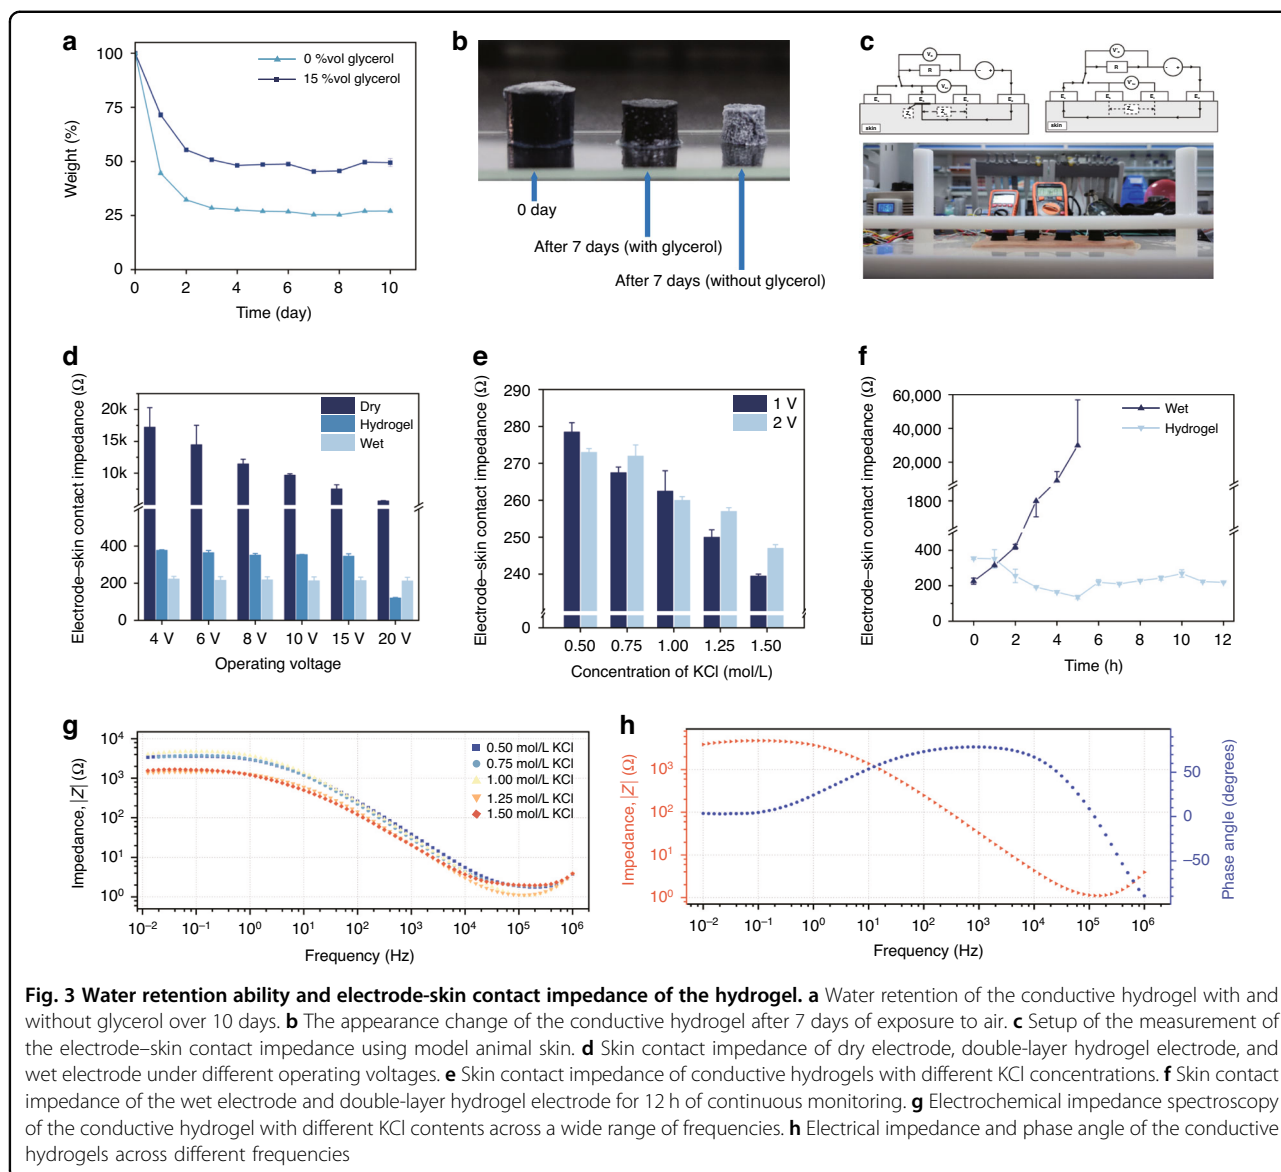 a
100
75
50
25
0
0 2 4 6 8 10
Weight (%)
Time (day)
0 %vol glycerol
15 %vol glycerol
b
0 day
After 7 days (with glycerol)
After 7 days (without glycerol)
c
R
skin
R
skin
d
Electrode–skin contact impedance (Ω)
20k
15k
10k
400
200
0
4 V 6 V 8 V 10 V 15 V 20 V
Operating voltage
Dry
Hydrogel
Wet
e
Electrode–skin contact impedance (Ω)
290
280
270
260
250
240
0
0.50 0.75 1.00 1.25 1.50
Concentration of KCl (mol/L)
1 V
2 V
f
Electrode–skin contact impedance (Ω)
60,000
40,000
20,000
1800
400
200
0
0 2 4 6 8 10 12
Time (h)
Wet
Hydrogel
g
Impedance, |Z| (Ω)
10⁴
10³
10²
10¹
10⁰
10⁻² 10⁻¹ 10⁰ 10¹ 10² 10³ 10⁴ 10⁵ 10⁶
Frequency (Hz)
0.50 mol/L KCl
0.75 mol/L KCl
1.00 mol/L KCl
1.25 mol/L KCl
1.50 mol/L KCl
h
Impedance, |Z| (Ω)
10³
10²
10¹
10⁰
10⁻² 10⁻¹ 10⁰ 10¹ 10² 10³ 10⁴ 10⁵ 10⁶
Frequency (Hz)
50
0
−50
Phase angle (degrees)
Fig. 3 Water retention ability and electrode-skin contact impedance of the hydrogel. a Water retention of the conductive hydrogel with and
without glycerol over 10 days. b The appearance change of the conductive hydrogel after 7 days of exposure to air. c Setup of the measurement of
the electrode–skin contact impedance using model animal skin. d Skin contact impedance of dry electrode, double-layer hydrogel electrode, and
wet electrode under different operating voltages. e Skin contact impedance of conductive hydrogels with different KCl concentrations. f Skin contact
impedance of the wet electrode and double-layer hydrogel electrode for 12 h of continuous monitoring. g Electrochemical impedance spectroscopy
of the conductive hydrogel with different KCl contents across a wide range of frequencies. h Electrical impedance and phase angle of the conductive
hydrogels across different frequencies